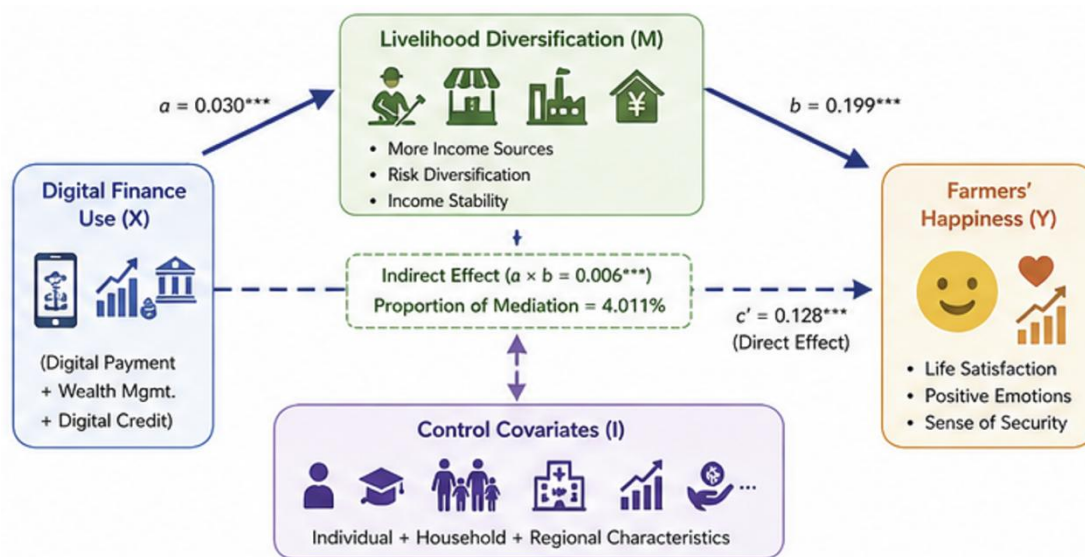 Livelihood Diversification (M)
¥
• More Income Sources
• Risk Diversification
• Income Stability
a = 0.030***
b = 0.199***
Digital Finance
Use (X)
(Digital Payment
+ Wealth Mgmt.
+ Digital Credit)
Indirect Effect (a × b = 0.006***)
Proportion of Mediation = 4.011%
c′ = 0.128***
(Direct Effect)
Farmers’
Happiness (Y)
• Life Satisfaction
• Positive Emotions
• Sense of Security
Control Covariates (I)
...
Individual + Household + Regional Characteristics